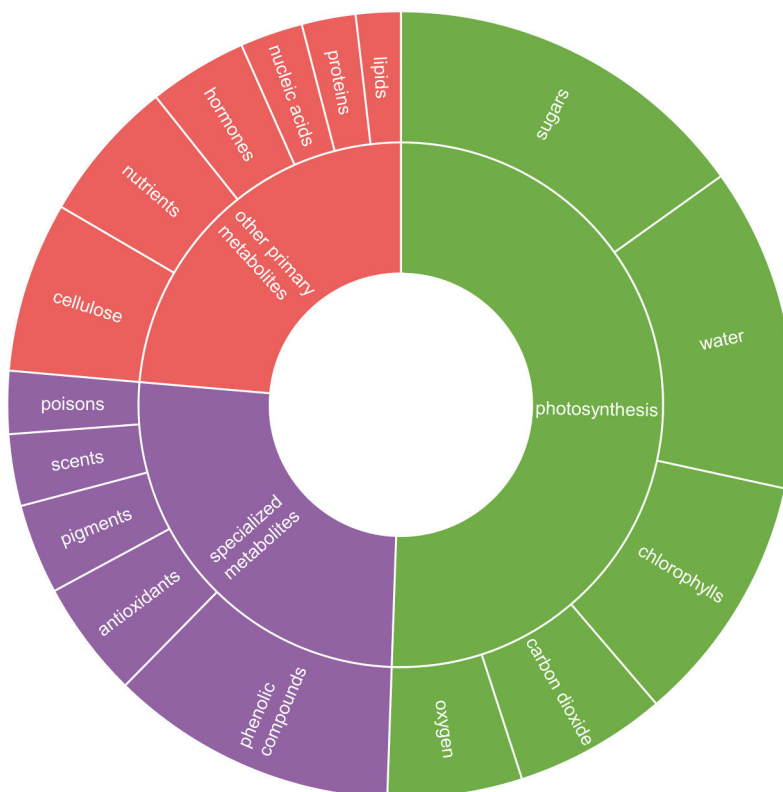 sugars
water
chlorophylls
carbon dioxide
oxygen
phenolic
compounds
antioxidants
pigments
scents
poisons
cellulose
nutrients
hormones
nucleic acids
proteins
lipids
photosynthesis
specialized
metabolites
other primary
metabolites